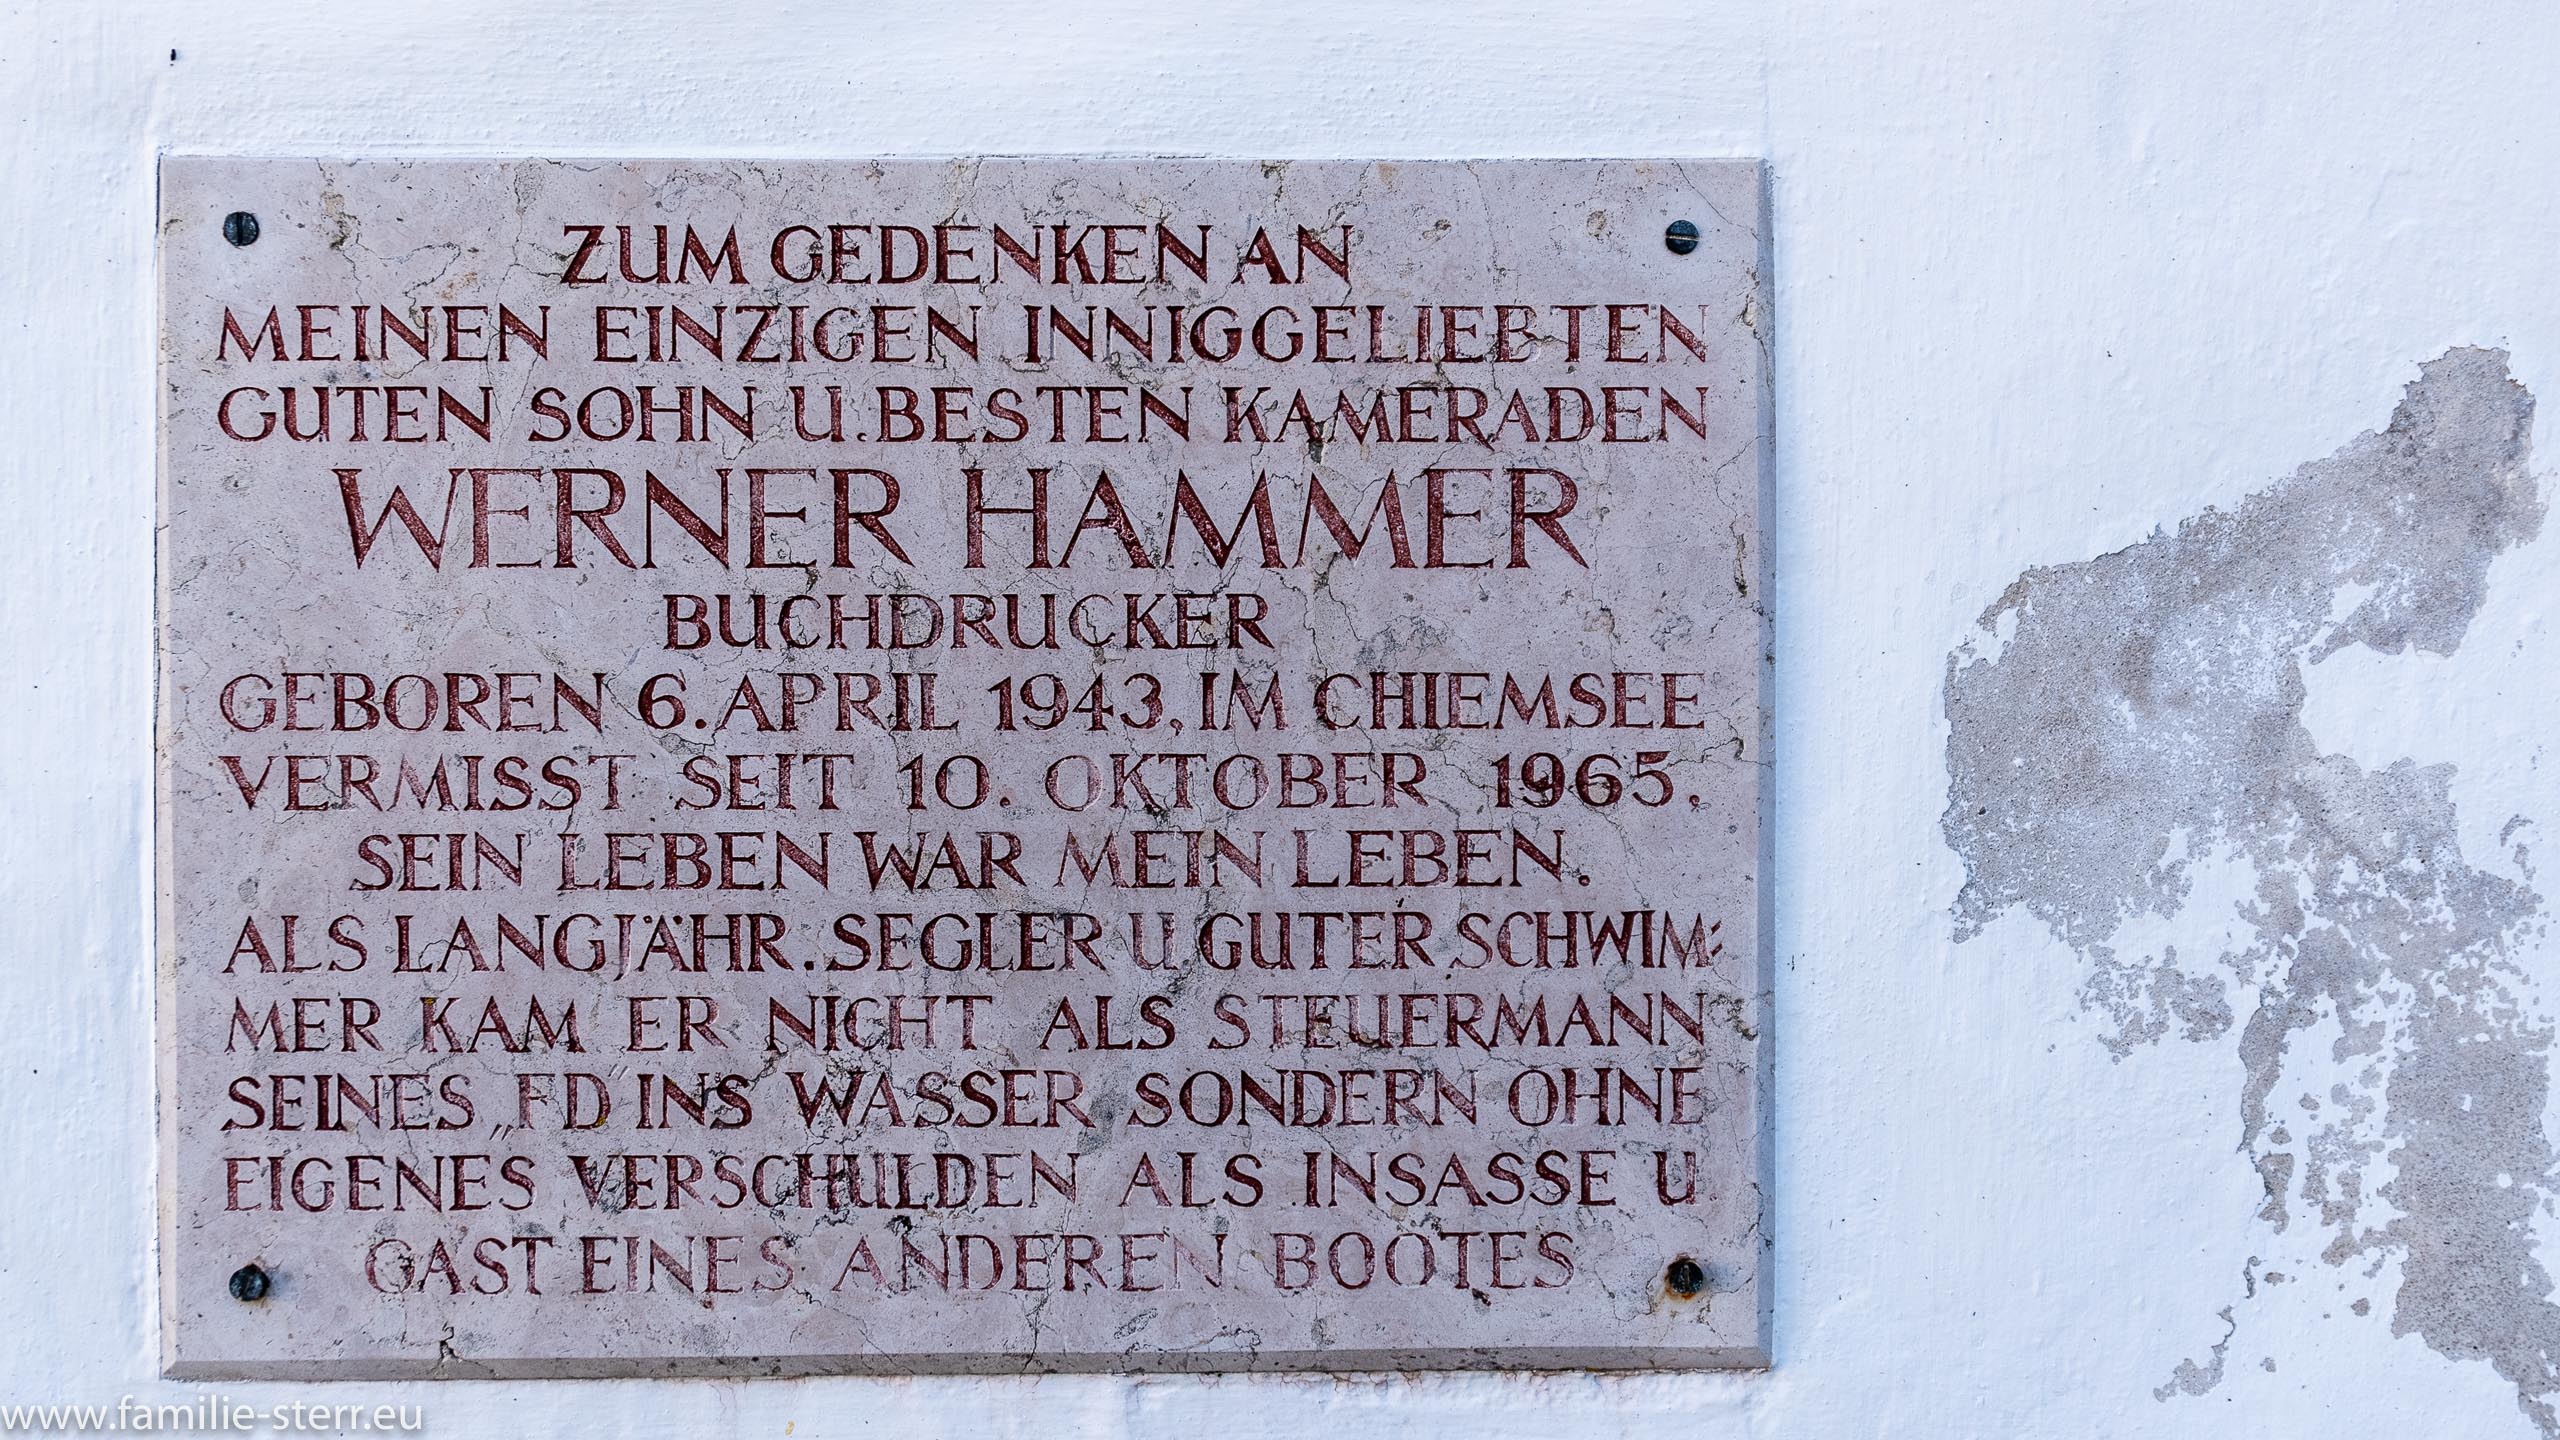 ZUM GEDENKEN AN
MEINEN EINZIGEN INNIGGELIEBTEN
GUTEN SOHN U. BESTEN KAMERADEN
WERNER HAMMER
BUCHDRUCKER
GEBOREN 6. APRIL 1943, IM CHIEMSEE
VERMISST SEIT 10. OKTOBER 1965.
SEIN LEBEN WAR MEIN LEBEN.
ALS LANGJÄHR. SEGLER U. GUTER SCHWIM-
MER KAM ER NICHT ALS STEUERMANN
SEINES „FD" INS WASSER SONDERN OHNE
EIGENES VERSCHULDEN ALS INSASSE U.
GAST EINES ANDEREN BOOTES
www.familie-sterr.eu